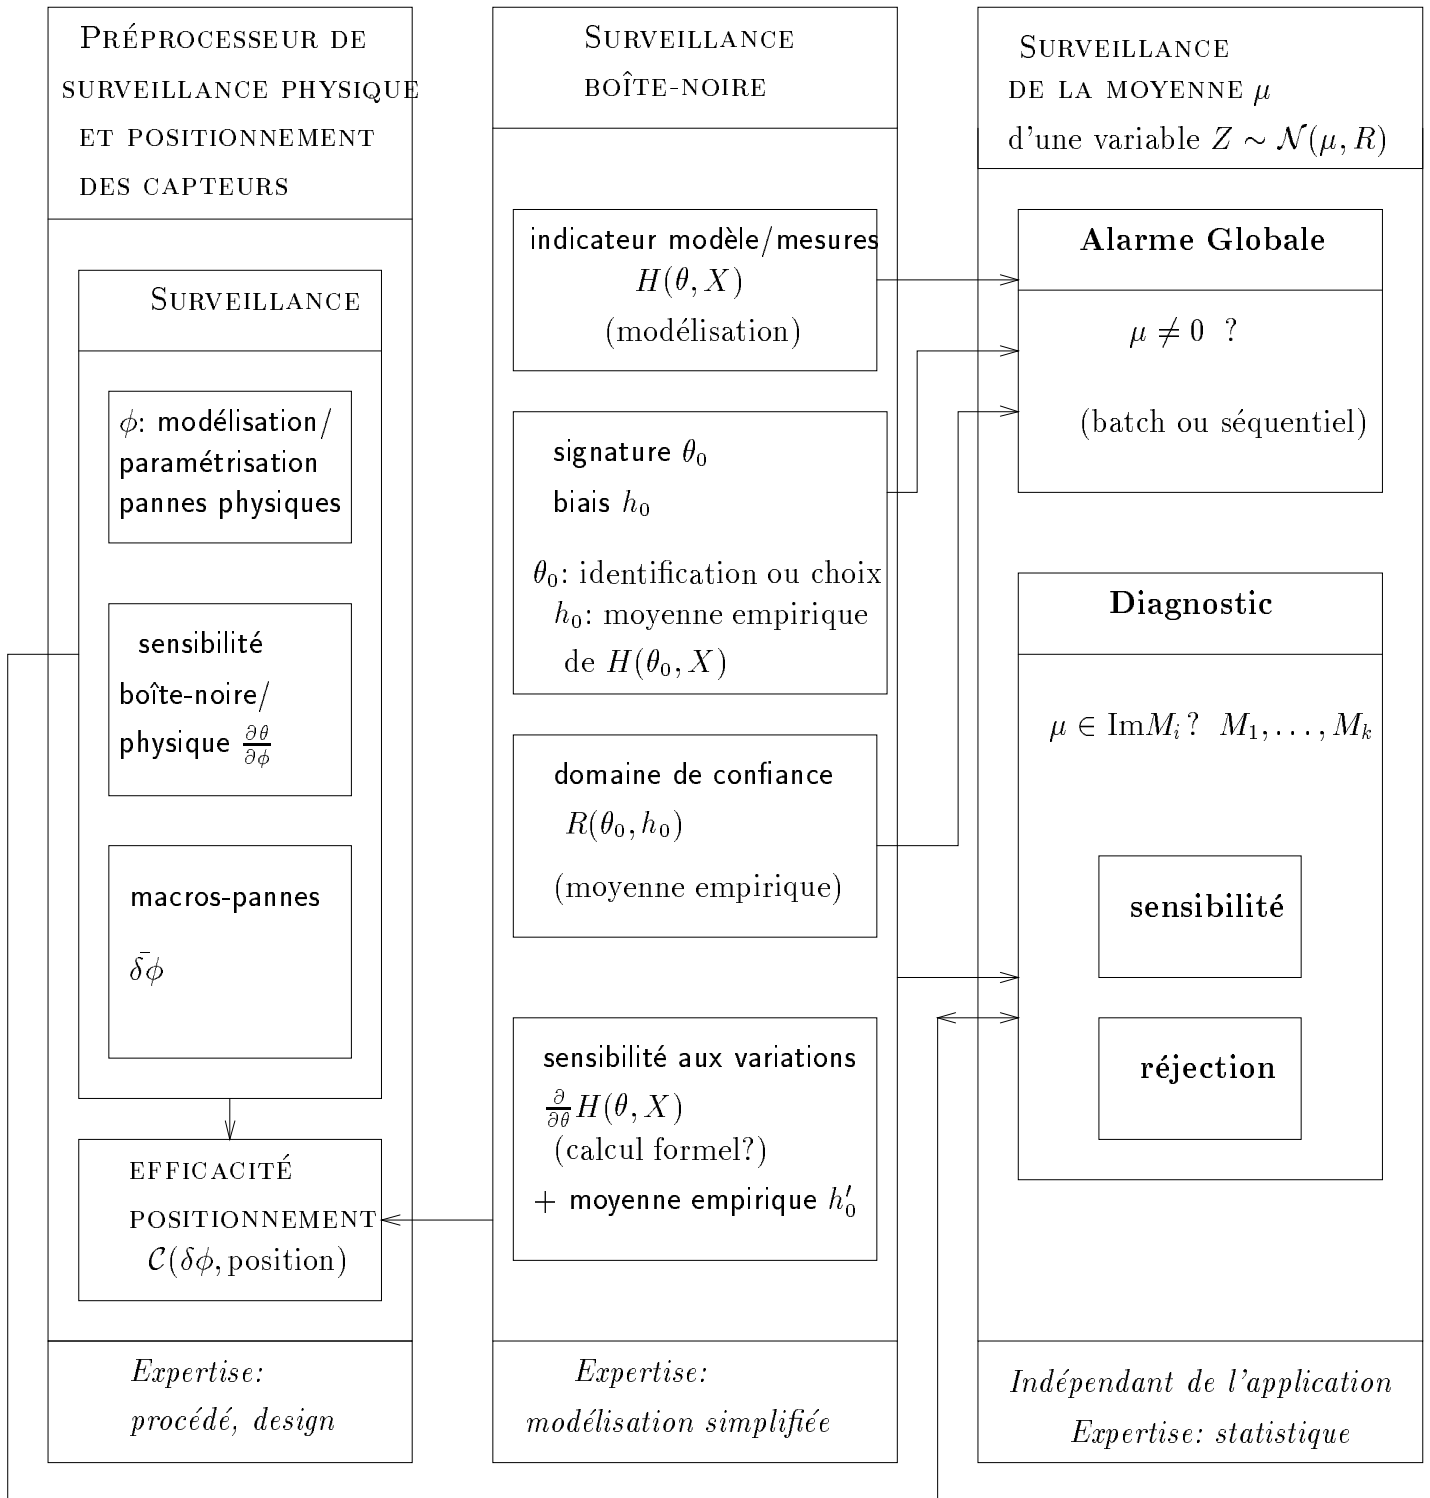 PRÉPROCESSEUR DE
SURVEILLANCE PHYSIQUE
ET POSITIONNEMENT
DES CAPTEURS
SURVEILLANCE
ϕ: modélisation/
paramétrisation
pannes physiques
sensibilité
boîte-noire/
physique ∂θ/∂ϕ
macros-pannes
δ̄ϕ
EFFICACITÉ
POSITIONNEMENT
𝒞(δϕ, position)
Expertise:
procédé, design
SURVEILLANCE
BOÎTE-NOIRE
indicateur modèle/mesures
H(θ, X)
(modélisation)
signature θ₀
biais h₀
θ₀: identification ou choix
h₀: moyenne empirique
de H(θ₀, X)
domaine de confiance
R(θ₀, h₀)
(moyenne empirique)
sensibilité aux variations
∂/∂θ H(θ, X)
(calcul formel?)
+ moyenne empirique h′₀
Expertise:
modélisation simplifiée
SURVEILLANCE
DE LA MOYENNE μ
d'une variable Z ∼ 𝒩(μ, R)
Alarme Globale
μ ≠ 0 ?
(batch ou séquentiel)
Diagnostic
μ ∈ ImMᵢ ? M₁, . . . , Mₖ
sensibilité
réjection
Indépendant de l'application
Expertise: statistique